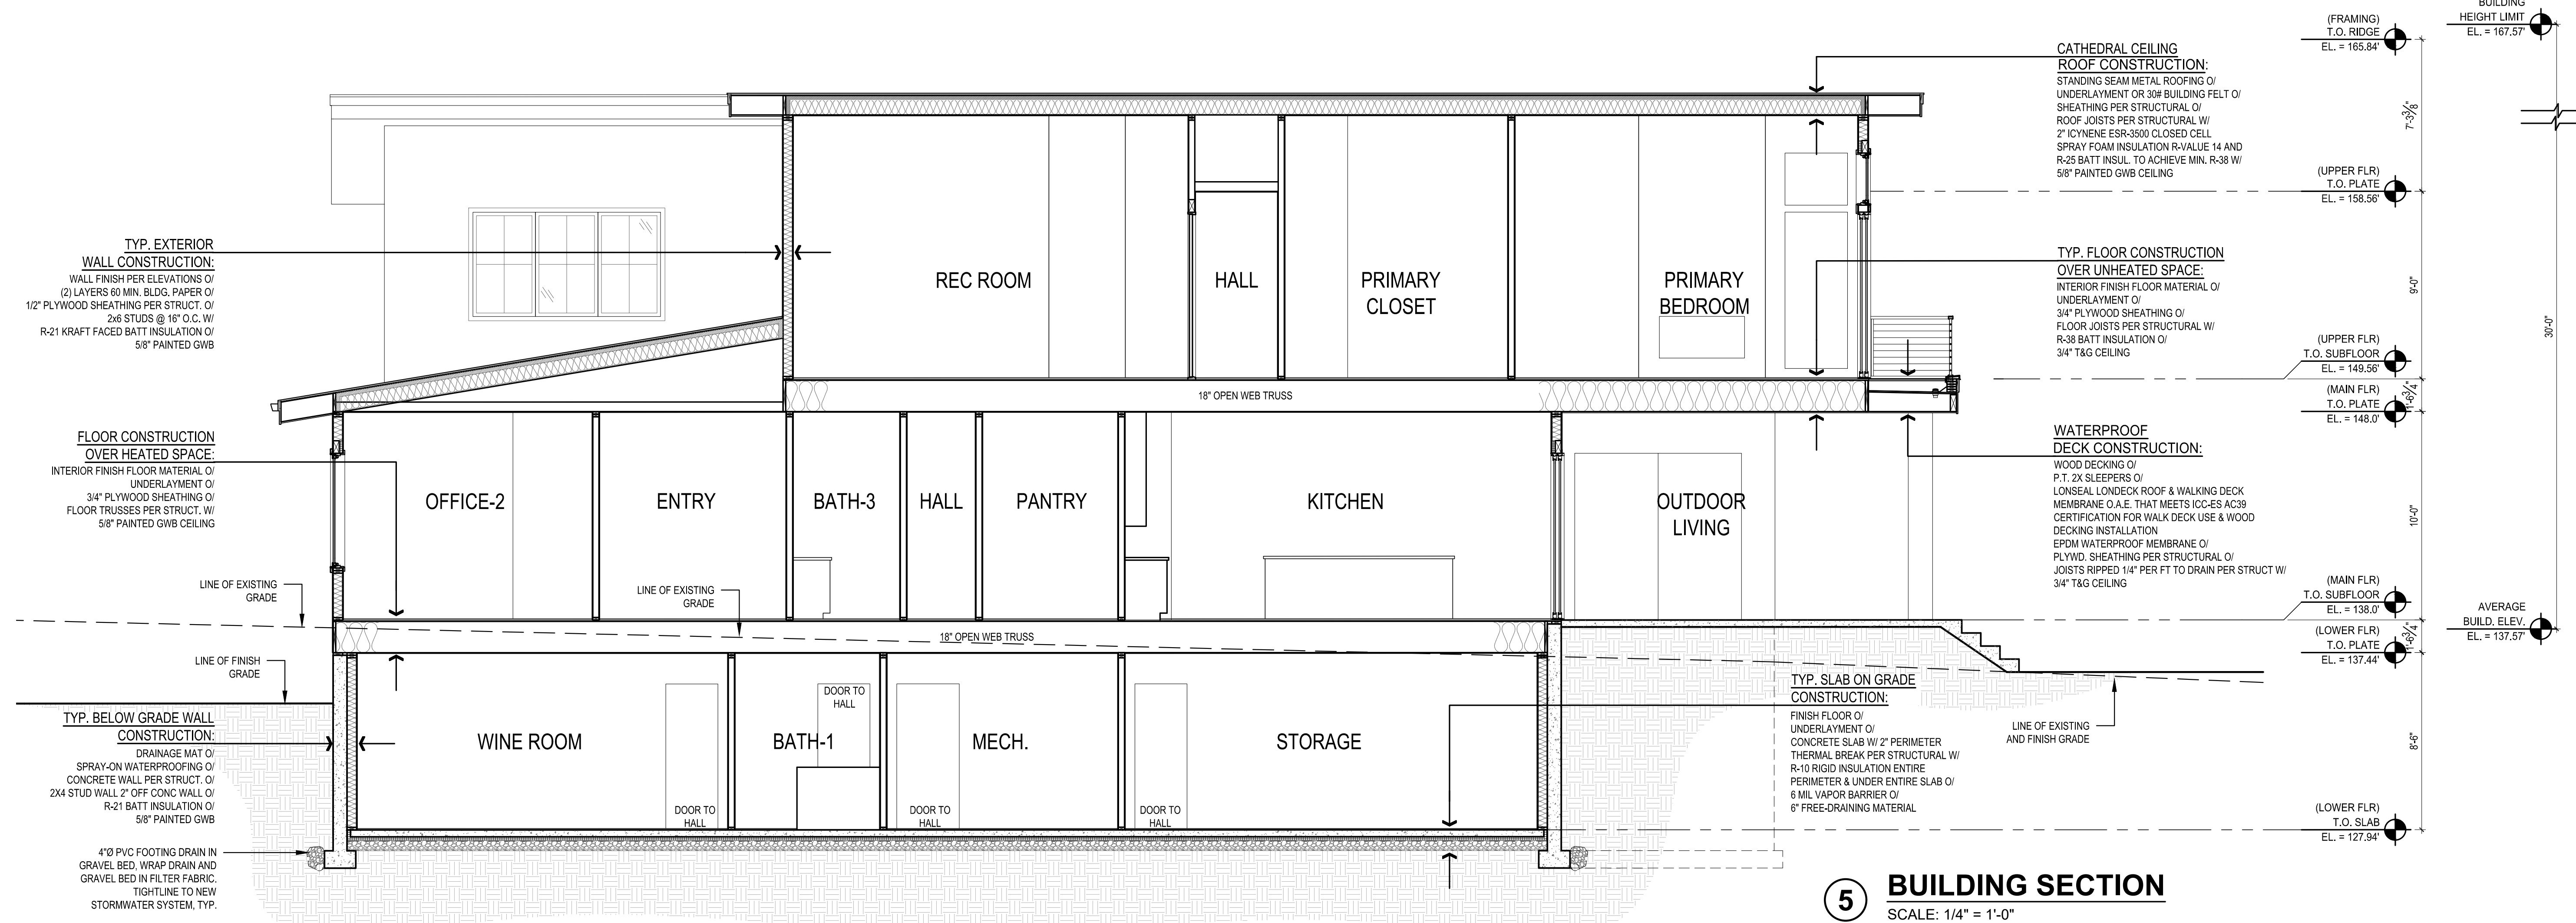 TYP. EXTERIOR
WALL CONSTRUCTION:
WALL FINISH PER ELEVATIONS O/
(2) LAYERS 60 MIN. BLDG. PAPER O/
1/2" PLYWOOD SHEATHING PER STRUCT. O/
2x6 STUDS @ 16" O.C. W/
R-21 KRAFT FACED BATT INSULATION O/
5/8" PAINTED GWB
FLOOR CONSTRUCTION
OVER HEATED SPACE:
INTERIOR FINISH FLOOR MATERIAL O/
UNDERLAYMENT O/
3/4" PLYWOOD SHEATHING O/
FLOOR TRUSSES PER STRUCT. W/
5/8" PAINTED GWB CEILING
LINE OF EXISTING
GRADE
LINE OF FINISH
GRADE
TYP. BELOW GRADE WALL
CONSTRUCTION:
DRAINAGE MAT O/
SPRAY-ON WATERPROOFING O/
CONCRETE WALL PER STRUCT. O/
2X4 STUD WALL 2" OFF CONC WALL O/
R-21 BATT INSULATION O/
5/8" PAINTED GWB
4"Ø PVC FOOTING DRAIN IN
GRAVEL BED, WRAP DRAIN AND
GRAVEL BED IN FILTER FABRIC.
TIGHTLINE TO NEW
STORMWATER SYSTEM, TYP.
REC ROOM
HALL
PRIMARY
CLOSET
PRIMARY
BEDROOM
18" OPEN WEB TRUSS
OFFICE-2
ENTRY
BATH-3
HALL
PANTRY
KITCHEN
OUTDOOR
LIVING
LINE OF EXISTING
GRADE
18" OPEN WEB TRUSS
WINE ROOM
DOOR TO
HALL
BATH-1
DOOR TO
HALL
MECH.
DOOR TO
HALL
STORAGE
DOOR TO
HALL
CATHEDRAL CEILING
ROOF CONSTRUCTION:
STANDING SEAM METAL ROOFING O/
UNDERLAYMENT OR 30# BUILDING FELT O/
SHEATHING PER STRUCTURAL O/
ROOF JOISTS PER STRUCTURAL W/
2" ICYNENE ESR-3500 CLOSED CELL
SPRAY FOAM INSULATION R-VALUE 14 AND
R-25 BATT INSUL. TO ACHIEVE MIN. R-38 W/
5/8" PAINTED GWB CEILING
TYP. FLOOR CONSTRUCTION
OVER UNHEATED SPACE:
INTERIOR FINISH FLOOR MATERIAL O/
UNDERLAYMENT O/
3/4" PLYWOOD SHEATHING O/
FLOOR JOISTS PER STRUCTURAL W/
R-38 BATT INSULATION O/
3/4" T&G CEILING
WATERPROOF
DECK CONSTRUCTION:
WOOD DECKING O/
P.T. 2X SLEEPERS O/
LONSEAL LONDECK ROOF & WALKING DECK
MEMBRANE O.A.E. THAT MEETS ICC-ES AC39
CERTIFICATION FOR WALK DECK USE & WOOD
DECKING INSTALLATION
EPDM WATERPROOF MEMBRANE O/
PLYWD. SHEATHING PER STRUCTURAL O/
JOISTS RIPPED 1/4" PER FT TO DRAIN PER STRUCT W/
3/4" T&G CEILING
TYP. SLAB ON GRADE
CONSTRUCTION:
FINISH FLOOR O/
UNDERLAYMENT O/
CONCRETE SLAB W/ 2" PERIMETER
THERMAL BREAK PER STRUCTURAL W/
R-10 RIGID INSULATION ENTIRE
PERIMETER & UNDER ENTIRE SLAB O/
6 MIL VAPOR BARRIER O/
6" FREE-DRAINING MATERIAL
LINE OF EXISTING
AND FINISH GRADE
(FRAMING)
T.O. RIDGE
EL. = 165.84'
7'-3 3/8"
(UPPER FLR)
T.O. PLATE
EL. = 158.56'
9'-0"
(UPPER FLR)
T.O. SUBFLOOR
EL. = 149.56'
1'-6 3/4"
(MAIN FLR)
T.O. PLATE
EL. = 148.0'
10'-0"
(MAIN FLR)
T.O. SUBFLOOR
EL. = 138.0'
1'-6 3/4"
(LOWER FLR)
T.O. PLATE
EL. = 137.44'
8'-6"
(LOWER FLR)
T.O. SLAB
EL. = 127.94'
BUILDING
HEIGHT LIMIT
EL. = 167.57'
30'-0"
AVERAGE
BUILD. ELEV.
EL. = 137.57'
5
BUILDING SECTION
SCALE: 1/4" = 1'-0"